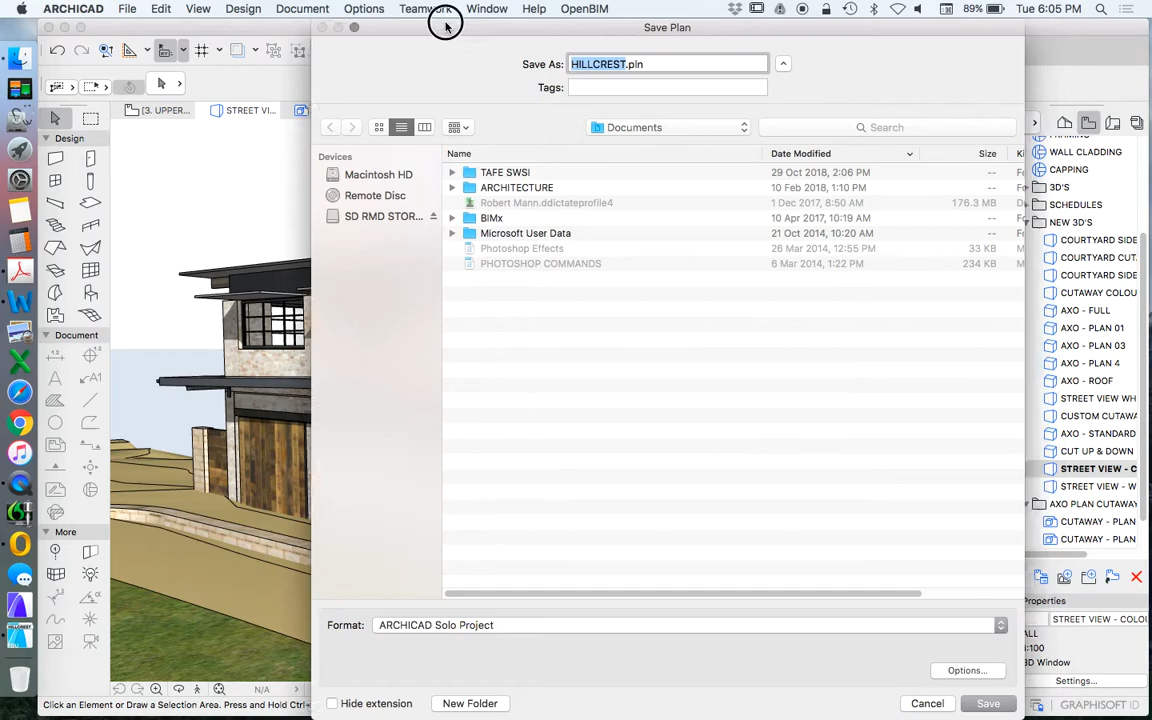 ARCHICAD File Edit View Design Document Options Teamwork Window Help OpenBIM 89% Tue 6:05 PM
Save Plan
Save As: HILLCREST.pln
Tags:
[3. UPPER... STREET VI...
Documents
Search
Devices
Macintosh HD
Remote Disc
SD RMD STOR...
Name Date Modified Size Ki
TAFE SWSI 29 Oct 2018, 2:06 PM -- Fo
ARCHITECTURE 10 Feb 2018, 1:10 PM -- Fo
Robert Mann.ddictateprofile4 1 Dec 2017, 8:50 AM 176.3 MB
BIMx 10 Apr 2017, 10:19 AM -- Fo
Microsoft User Data 21 Oct 2014, 10:20 AM -- Fo
Photoshop Effects 26 Mar 2014, 12:55 PM 33 KB
PHOTOSHOP COMMANDS 6 Mar 2014, 1:22 PM 234 KB
Design
Document
More
WALL CLADDING
CAPPING
3D'S
SCHEDULES
NEW 3D'S
COURTYARD SIDE
COURTYARD CUT.
COURTYARD SIDE
CUTAWAY COLOU
AXO - FULL
AXO - PLAN 01
AXO - PLAN 03
AXO - PLAN 4
AXO - ROOF
STREET VIEW WH
CUSTOM CUTAWA
AXO - STANDARD
CUT UP & DOWN
STREET VIEW - C
STREET VIEW - W
AXO PLAN CUTAWAY
CUTAWAY - PLAN
CUTAWAY - PLAN
Properties
STREET VIEW - COLOU
ALL
1:100
3D Window
Settings...
Format: ARCHICAD Solo Project
Options...
Hide extension
New Folder
Cancel
Save
N/A
Click an Element or Draw a Selection Area. Press and Hold Ctrl+
GRAPHISOFT ID
HILLCREST